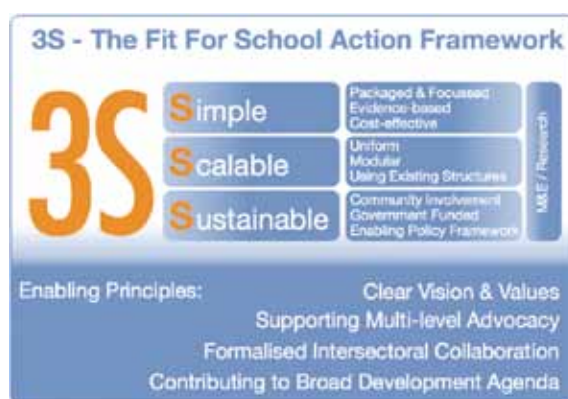 3S - The Fit For School Action Framework
3S
Simple
Packaged & Focussed
Evidence-based
Cost-effective
Scalable
Uniform
Modular
Using Existing Structures
Sustainable
Community Involvement
Government Funded
Enabling Policy Framework
M&E / Research
Enabling Principles:
Clear Vision & Values
Supporting Multi-level Advocacy
Formalised Intersectoral Collaboration
Contributing to Broad Development Agenda